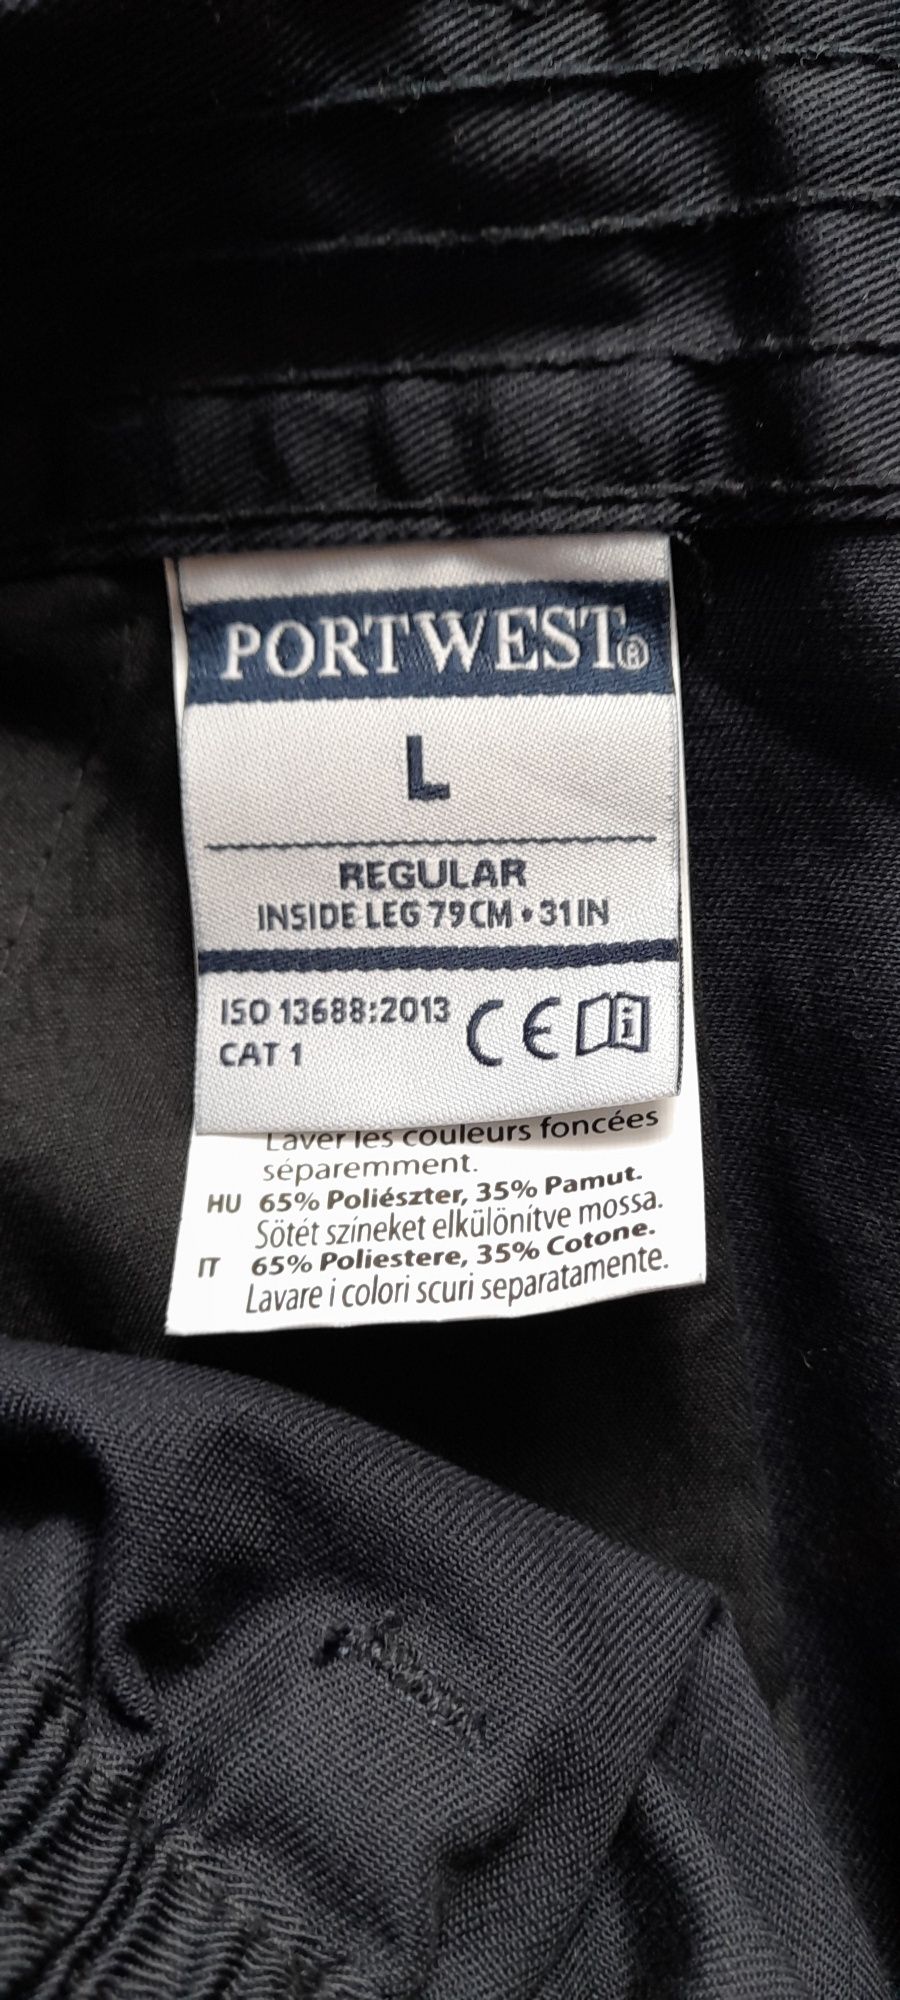 PORTWEST®
L
REGULAR
INSIDE LEG 79CM • 31IN
ISO 13688:2013
CAT 1
CE
i
Laver les couleurs foncées
séparemment.
HU 65% Poliészter, 35% Pamut.
Sötét színeket elkülönítve mossa.
IT 65% Poliestere, 35% Cotone.
Lavare i colori scuri separatamente.